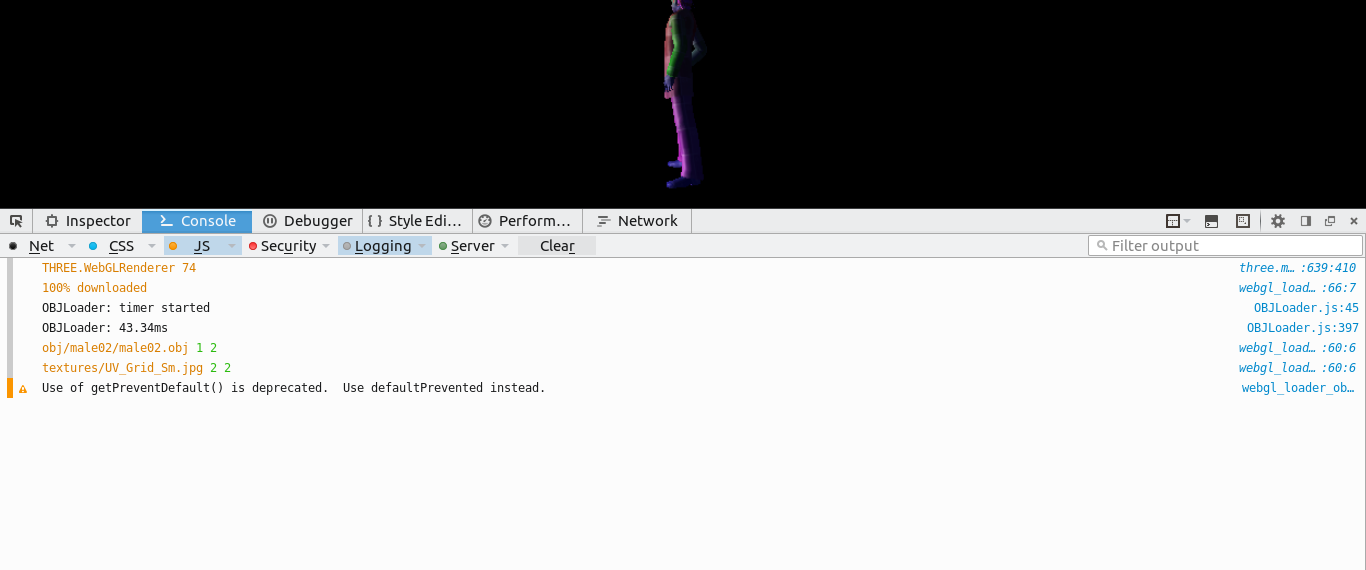 Inspector Console Debugger { } Style Edi... Perform... Network
Net CSS JS Security Logging Server Clear Filter output
THREE.WebGLRenderer 74 three.m… :639:410
100% downloaded webgl_load… :66:7
OBJLoader: timer started OBJLoader.js:45
OBJLoader: 43.34ms OBJLoader.js:397
obj/male02/male02.obj 1 2 webgl_load… :60:6
textures/UV_Grid_Sm.jpg 2 2 webgl_load… :60:6
Use of getPreventDefault() is deprecated.  Use defaultPrevented instead. webgl_loader_ob…